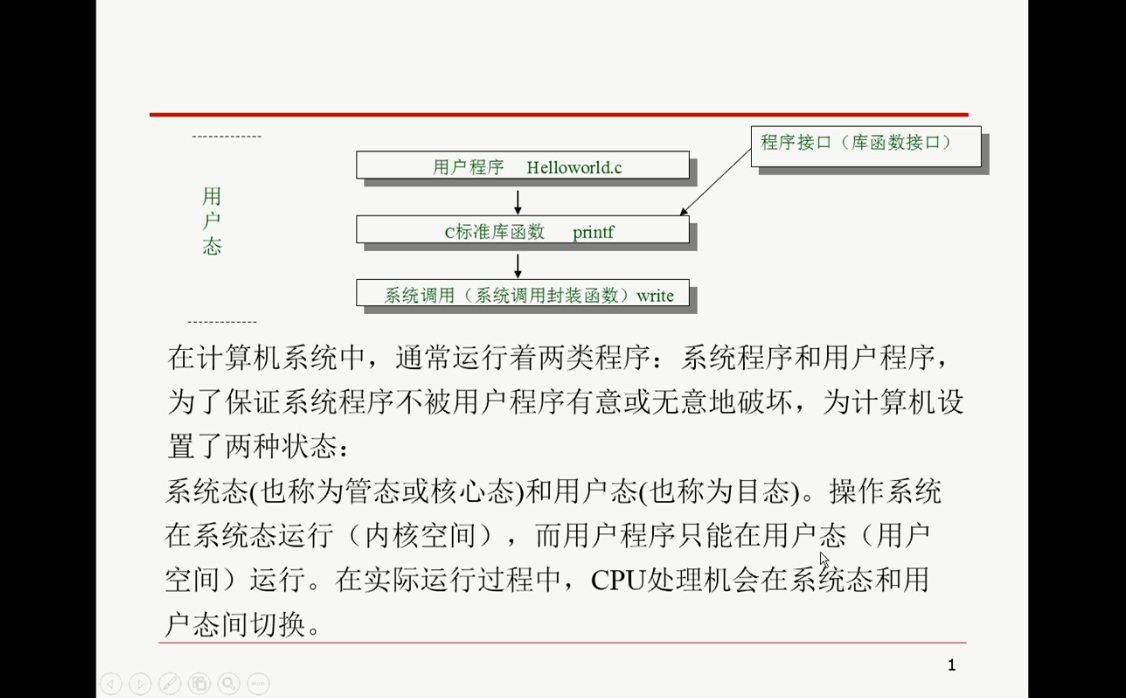 程序接口（库函数接口）
用户程序 Helloworld.c
用户态
C标准库函数 printf
系统调用（系统调用封装函数）write
在计算机系统中，通常运行着两类程序：系统程序和用户程序，
为了保证系统程序不被用户程序有意或无意地破坏，为计算机设
置了两种状态：
系统态(也称为管态或核心态)和用户态(也称为目态)。操作系统
在系统态运行（内核空间），而用户程序只能在用户态（用户
空间）运行。在实际运行过程中，CPU处理机会在系统态和用
户态间切换。
1